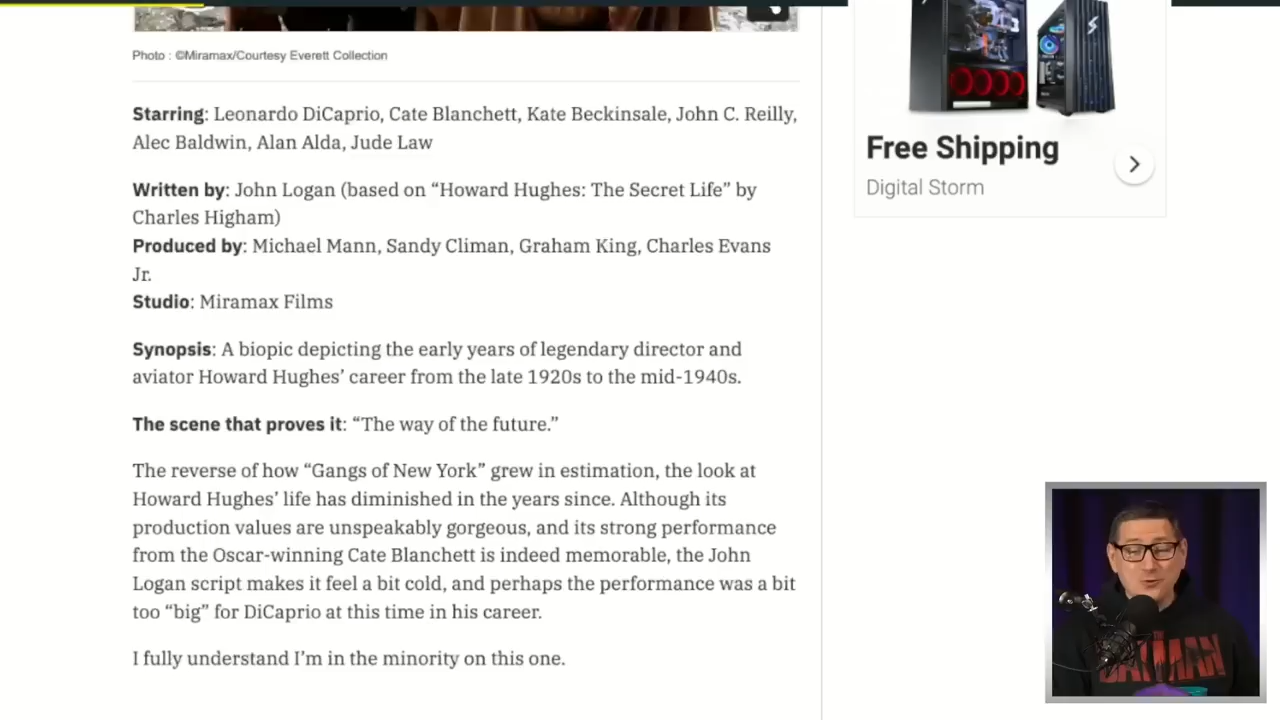 Photo : ©Miramax/Courtesy Everett Collection
Starring: Leonardo DiCaprio, Cate Blanchett, Kate Beckinsale, John C. Reilly,
Alec Baldwin, Alan Alda, Jude Law
Written by: John Logan (based on “Howard Hughes: The Secret Life” by
Charles Higham)
Produced by: Michael Mann, Sandy Climan, Graham King, Charles Evans
Jr.
Studio: Miramax Films
Synopsis: A biopic depicting the early years of legendary director and
aviator Howard Hughes’ career from the late 1920s to the mid-1940s.
The scene that proves it: “The way of the future.”
The reverse of how “Gangs of New York” grew in estimation, the look at
Howard Hughes’ life has diminished in the years since. Although its
production values are unspeakably gorgeous, and its strong performance
from the Oscar-winning Cate Blanchett is indeed memorable, the John
Logan script makes it feel a bit cold, and perhaps the performance was a bit
too “big” for DiCaprio at this time in his career.
I fully understand I’m in the minority on this one.
Free Shipping
Digital Storm
THE
BATMAN